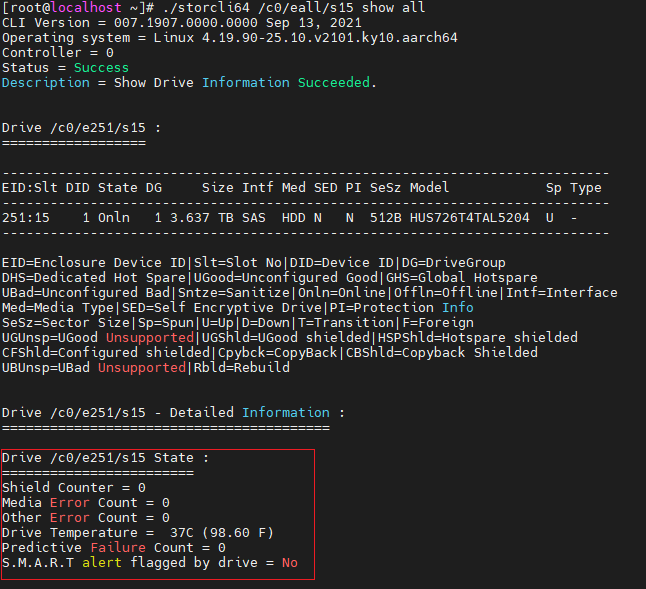 [root@localhost ~]# ./storcli64 /c0/eall/s15 show all
CLI Version = 007.1907.0000.0000 Sep 13, 2021
Operating system = Linux 4.19.90-25.10.v2101.ky10.aarch64
Controller = 0
Status = Success
Description = Show Drive Information Succeeded.
Drive /c0/e251/s15 :
==================
----------------------------------------------------------------------------
EID:Slt DID State DG     Size Intf Med SED PI SeSz Model            Sp Type
----------------------------------------------------------------------------
251:15    1 Onln   1 3.637 TB SAS  HDD N   N  512B HUS726T4TAL5204  U  -
----------------------------------------------------------------------------
EID=Enclosure Device ID|Slt=Slot No|DID=Device ID|DG=DriveGroup
DHS=Dedicated Hot Spare|UGood=Unconfigured Good|GHS=Global Hotspare
UBad=Unconfigured Bad|Sntze=Sanitize|Onln=Online|Offln=Offline|Intf=Interface
Med=Media Type|SED=Self Encryptive Drive|PI=Protection Info
SeSz=Sector Size|Sp=Spun|U=Up|D=Down|T=Transition|F=Foreign
UGUnsp=UGood Unsupported|UGShld=UGood shielded|HSPShld=Hotspare shielded
CFShld=Configured shielded|Cpybck=CopyBack|CBShld=Copyback Shielded
UBUnsp=UBad Unsupported|Rbld=Rebuild
Drive /c0/e251/s15 - Detailed Information :
=========================================
Drive /c0/e251/s15 State :
========================
Shield Counter = 0
Media Error Count = 0
Other Error Count = 0
Drive Temperature =  37C (98.60 F)
Predictive Failure Count = 0
S.M.A.R.T alert flagged by drive = No